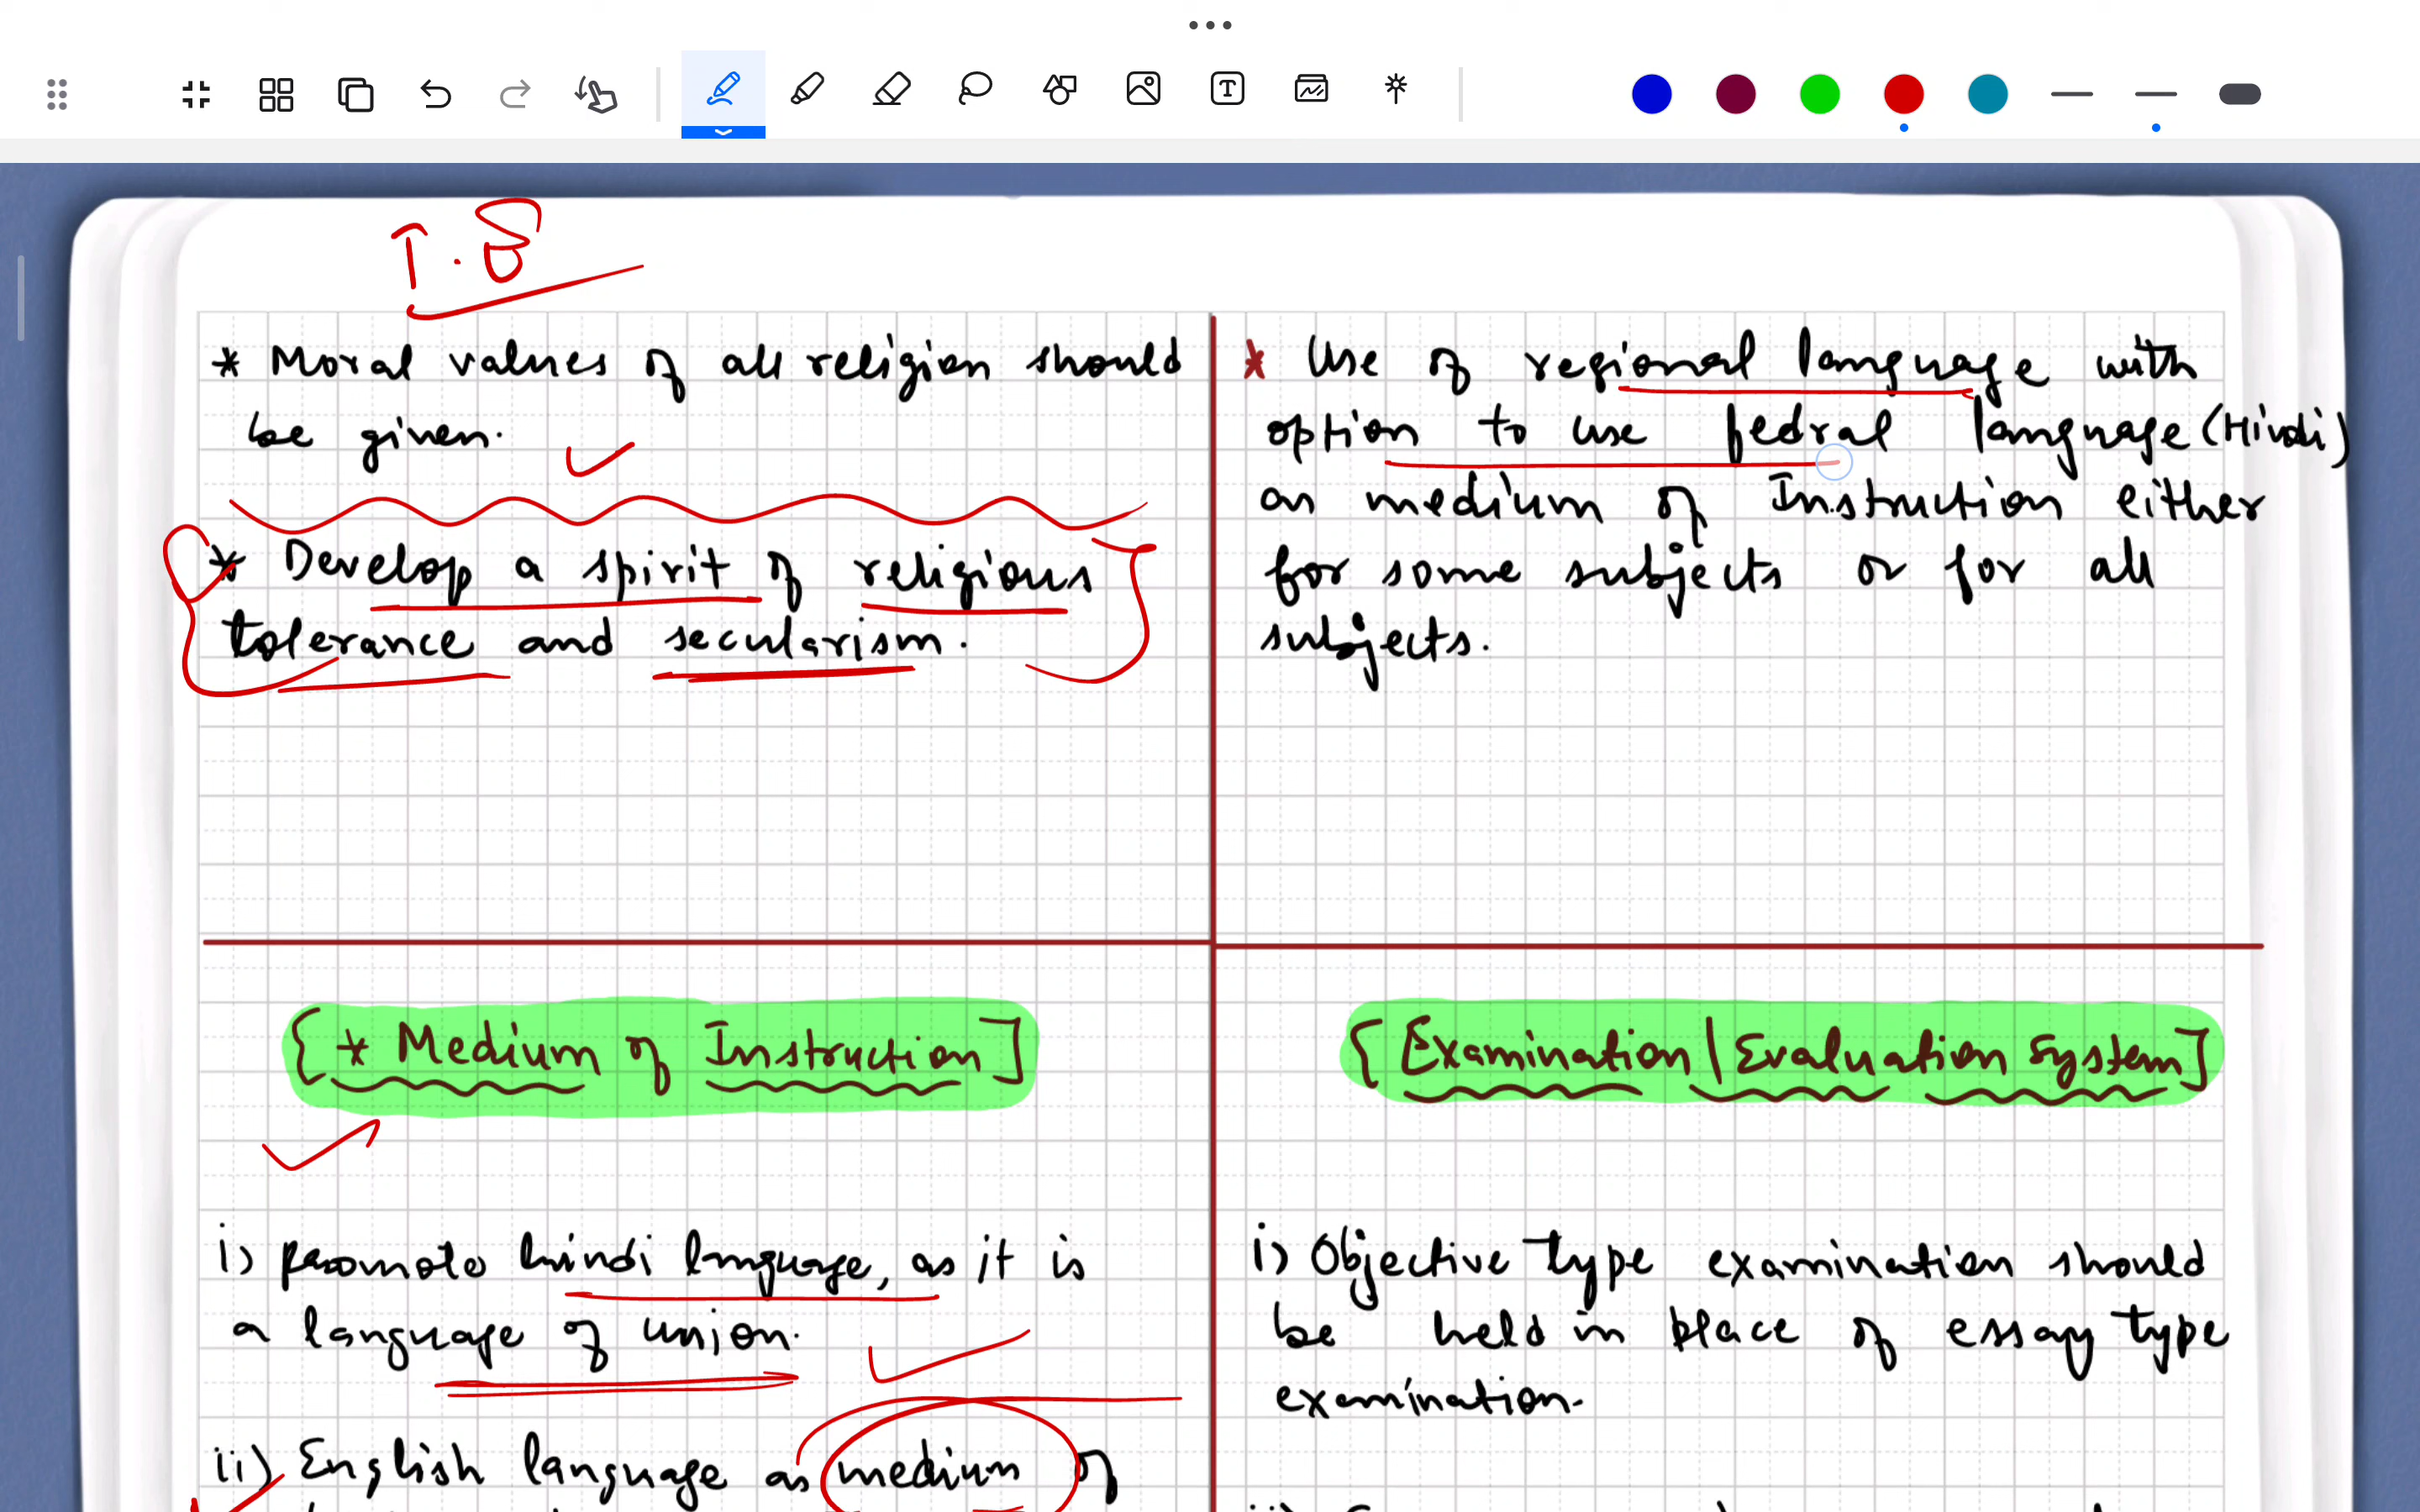 I.B
* Moral values of all religion should
be given.
* Develop a spirit of religious
tolerance and secularism.
* Use of regional language with
option to use fedral language (Hindi)
as medium of Instruction either
for some subjects or for all
subjects.
[* Medium of Instruction]
i) promote hindi language, as it is
a language of union.
ii) English language as medium of
[Examination | Evaluation System]
i) Objective type examination should
be held in place of essay type
examination.